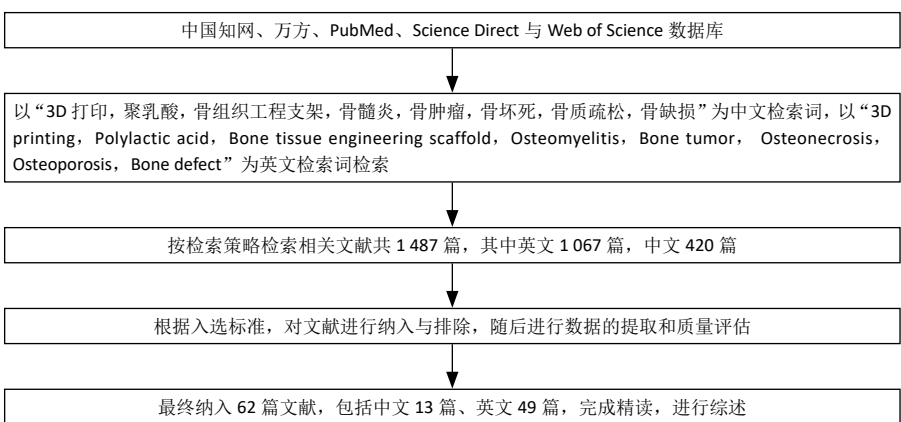 中国知网、万方、PubMed、Science Direct 与 Web of Science 数据库
以“3D 打印，聚乳酸，骨组织工程支架，骨髓炎，骨肿瘤，骨坏死，骨质疏松，骨缺损”为中文检索词，以“3D
printing，Polylactic acid，Bone tissue engineering scaffold，Osteomyelitis，Bone tumor， Osteonecrosis，
Osteoporosis，Bone defect”为英文检索词检索
按检索策略检索相关文献共 1 487 篇，其中英文 1 067 篇，中文 420 篇
根据入选标准，对文献进行纳入与排除，随后进行数据的提取和质量评估
最终纳入 62 篇文献，包括中文 13 篇、英文 49 篇，完成精读，进行综述